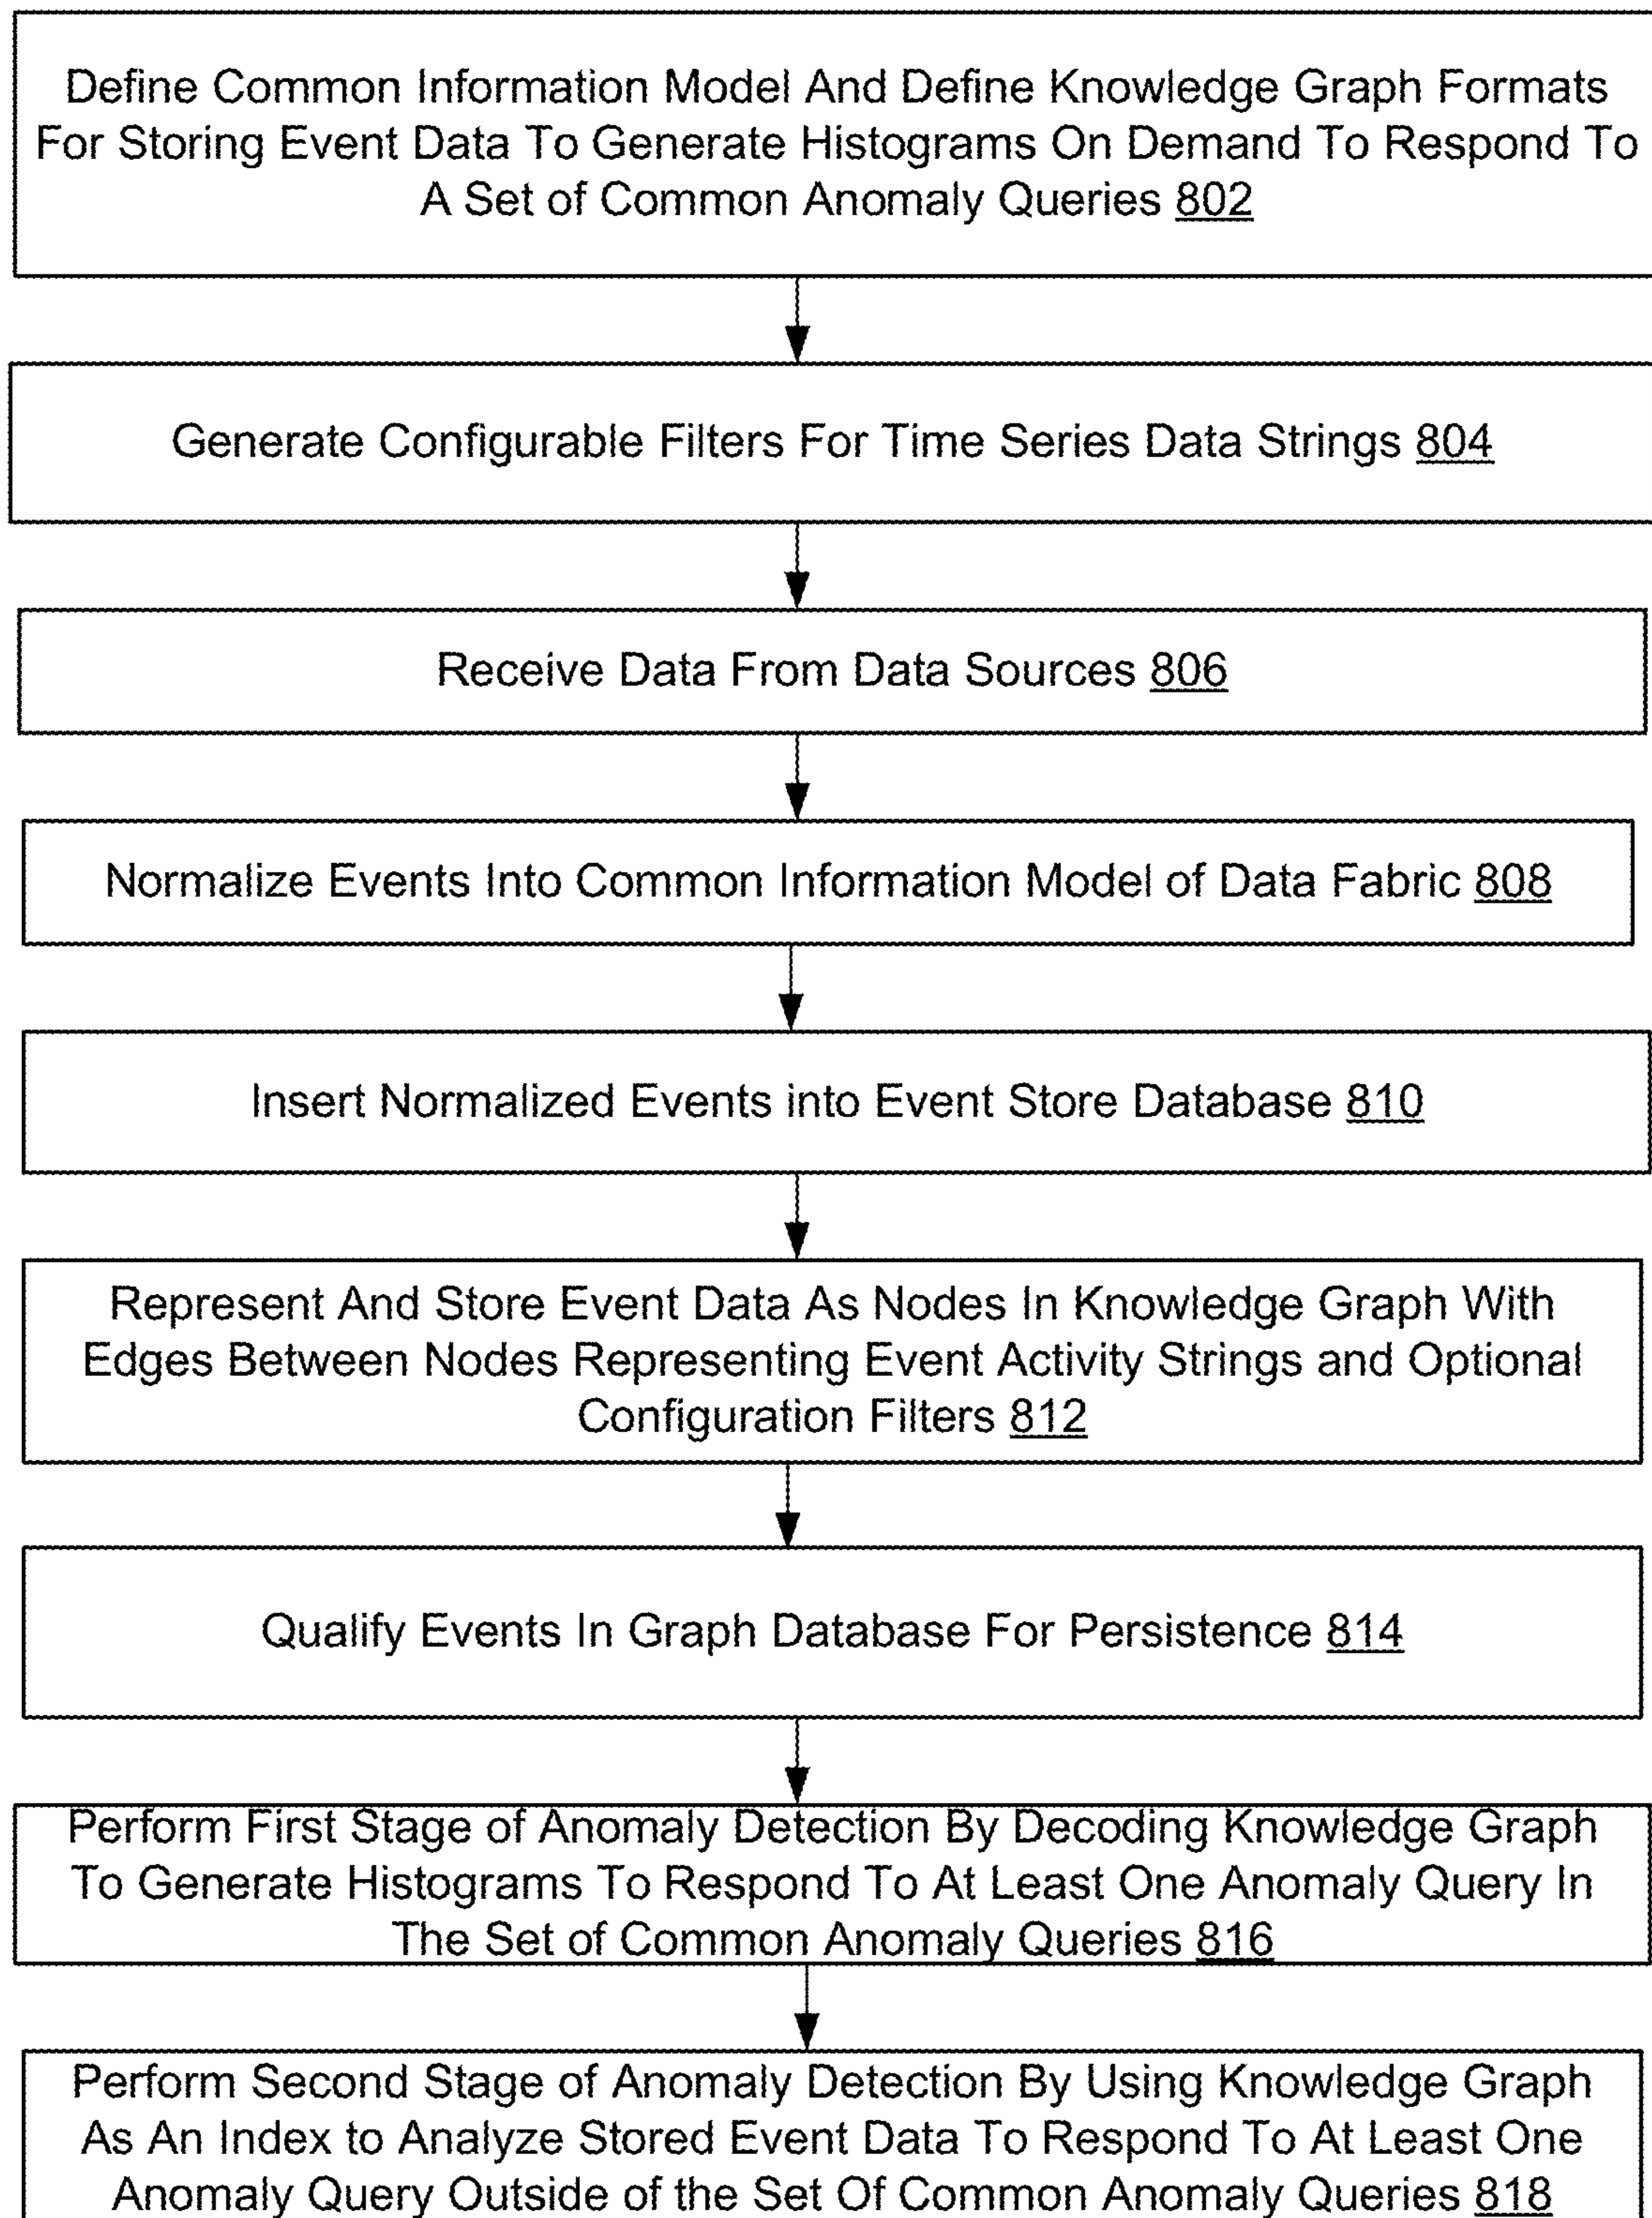 Define Common Information Model And Define Knowledge Graph Formats
For Storing Event Data To Generate Histograms On Demand To Respond To
A Set of Common Anomaly Queries 802
Generate Configurable Filters For Time Series Data Strings 804
Receive Data From Data Sources 806
Normalize Events Into Common Information Model of Data Fabric 808
Insert Normalized Events into Event Store Database 810
Represent And Store Event Data As Nodes In Knowledge Graph With
Edges Between Nodes Representing Event Activity Strings and Optional
Configuration Filters 812
Qualify Events In Graph Database For Persistence 814
Perform First Stage of Anomaly Detection By Decoding Knowledge Graph
To Generate Histograms To Respond To At Least One Anomaly Query In
The Set of Common Anomaly Queries 816
Perform Second Stage of Anomaly Detection By Using Knowledge Graph
As An Index to Analyze Stored Event Data To Respond To At Least One
Anomaly Query Outside of the Set Of Common Anomaly Queries 818